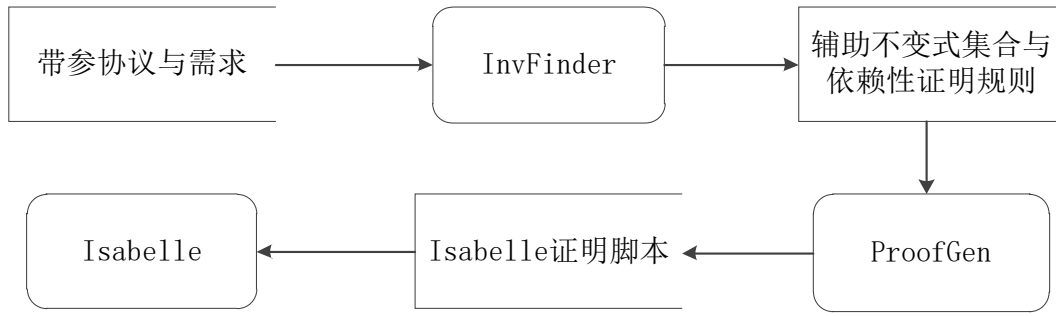 带参协议与需求
InvFinder
辅助不变式集合与
依赖性证明规则
ProofGen
Isabelle证明脚本
Isabelle